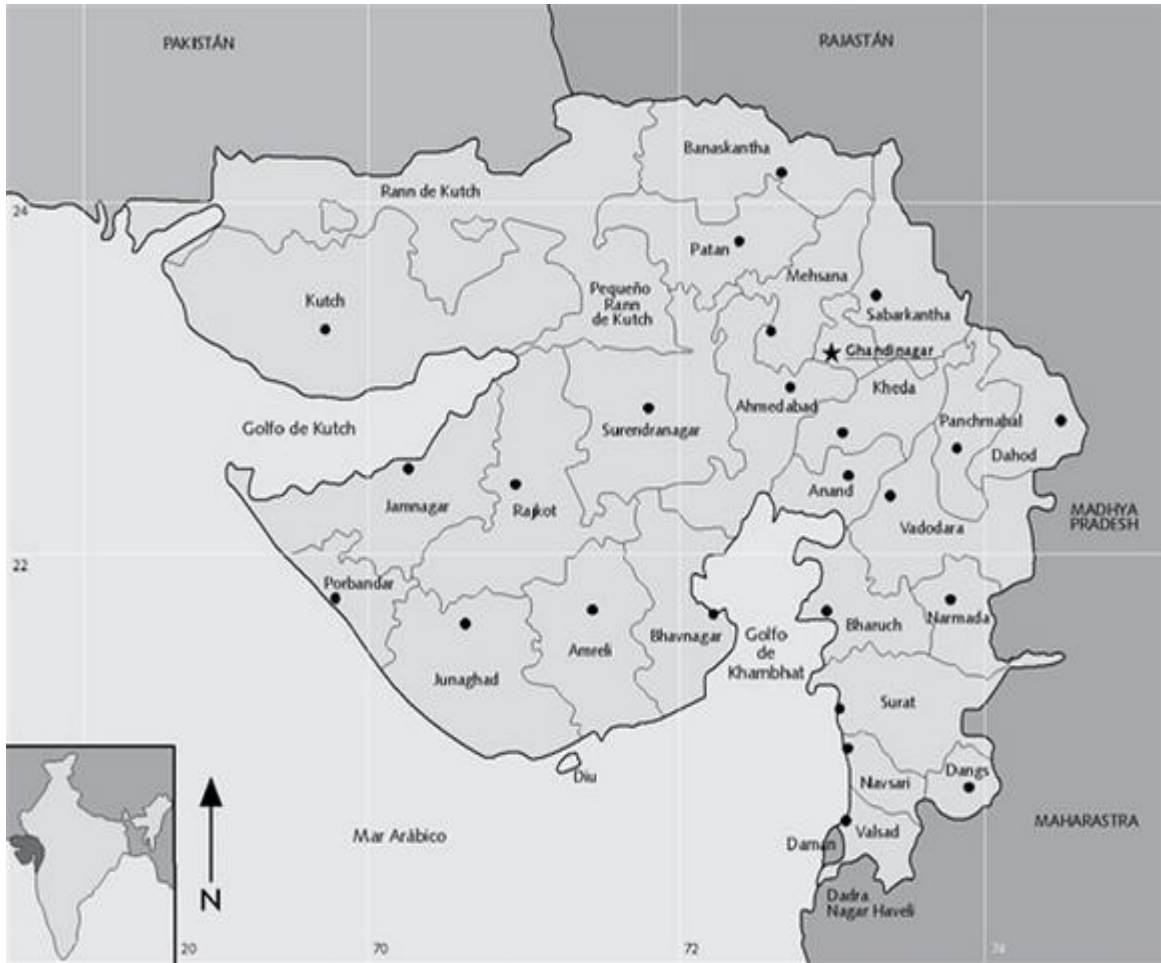 PAKISTÁN
RAJASTÁN
Banaskantha
Rann de Kutch
24
Patan
Mehsana
Kutch
Pequeño
Rann
de Kutch
Sabarkantha
Ghandinagar
Kheda
Ahmedabad
Golfo de Kutch
Surendranagar
Panchmahal
Dahod
Anand
Jamnagar
Rajkot
Vadodara
MADHYA
PRADESH
22
Porbandar
Narmada
Bharuch
Bhavnagar
Golfo
de
Khambhat
Amreli
Junaghad
Surat
Diu
Dangs
Navsari
Mar Arábico
Valsad
MAHARASTRA
Daman
Dadra
Nagar Haveli
N
20
70
72
74